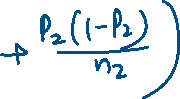 + P₂(1-P₂)/n₂ )